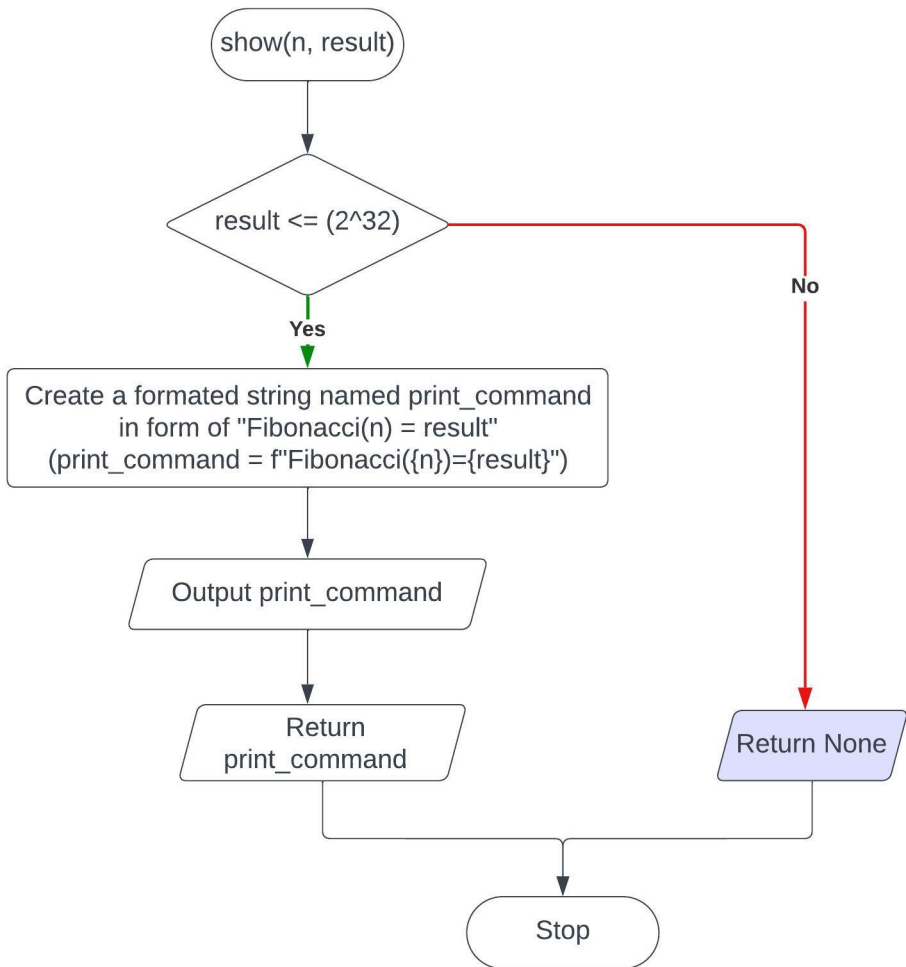 show(n, result)
result <= (2^32)
No
Yes
Create a formated string named print_command
in form of "Fibonacci(n) = result"
(print_command = f"Fibonacci({n})={result}")
Output print_command
Return
print_command
Return None
Stop